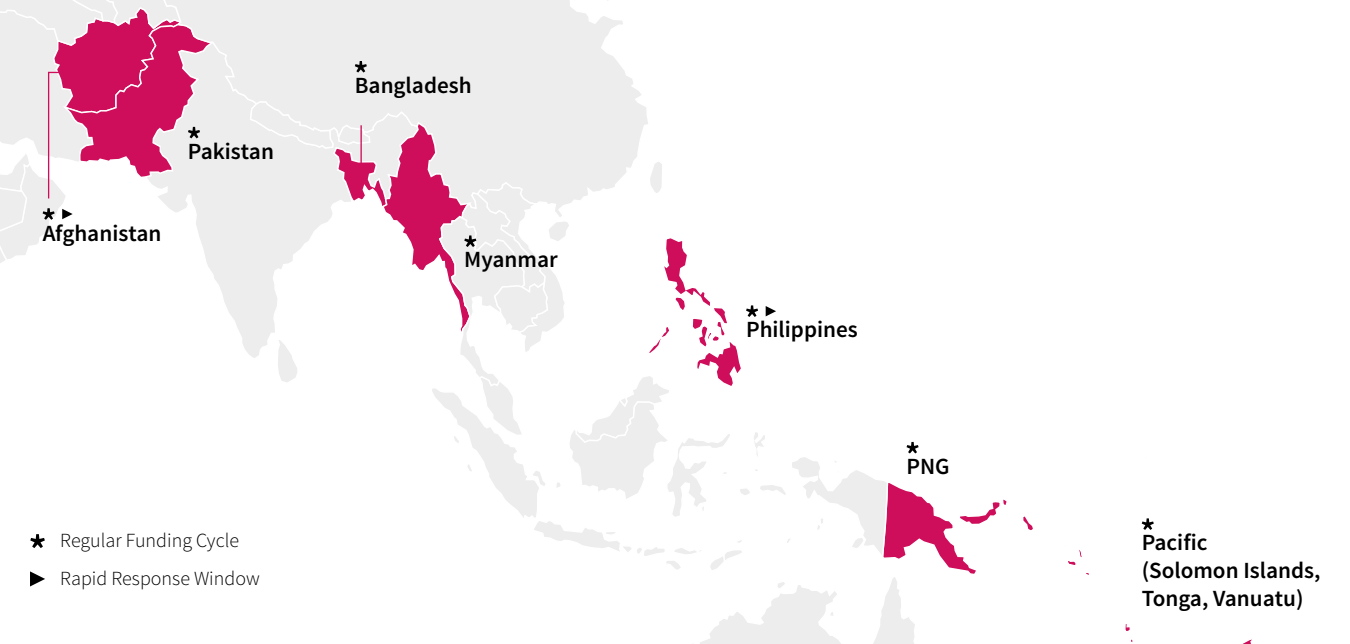 Bangladesh
Pakistan
Afghanistan
Myanmar
Philippines
PNG
Regular Funding Cycle
Rapid Response Window
Pacific
(Solomon Islands,
Tonga, Vanuatu)